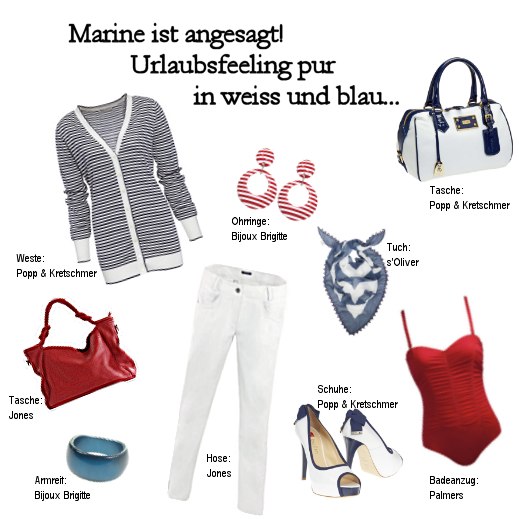 Marine ist angesagt!
Urlaubsfeeling pur
in weiss und blau...
Tasche:
Popp & Kretschmer
Ohrringe:
Bijoux Brigitte
Weste:
Popp & Kretschmer
Tuch:
s'Oliver
Tasche:
Jones
Schuhe:
Popp & Kretschmer
Hose:
Jones
Armreit:
Bijoux Brigitte
Badeanzug:
Palmers